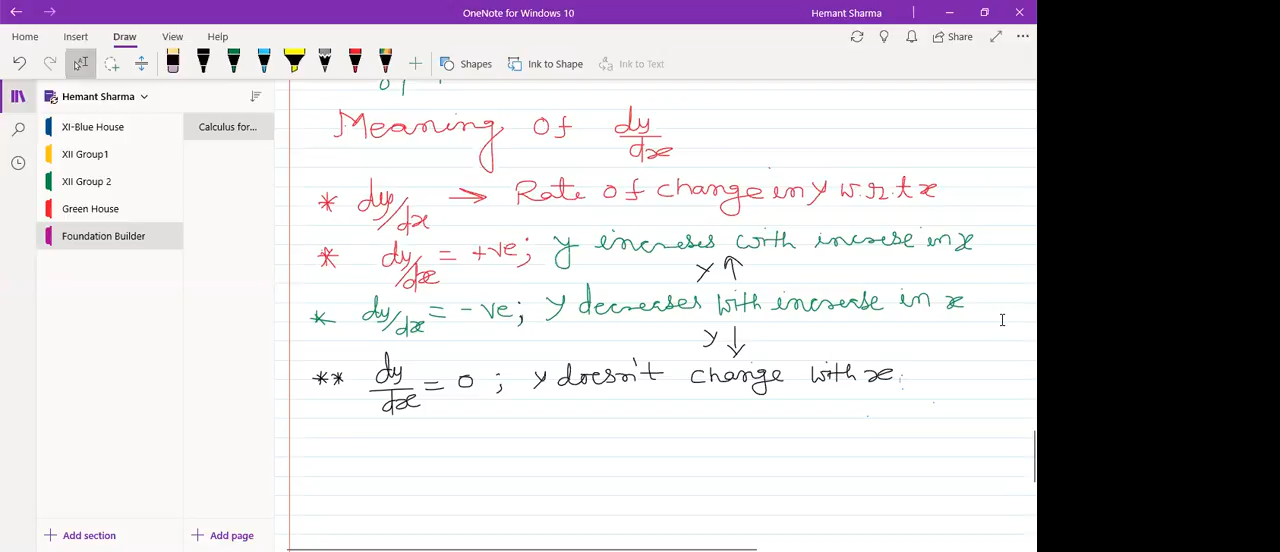 OneNote for Windows 10
Hemant Sharma
Home Insert Draw View Help
Share
Shapes
Ink to Shape
Ink to Text
Hemant Sharma
XI-Blue House
XII Group1
XII Group 2
Green House
Foundation Builder
Calculus for...
Meaning of dy/dx
* dy/dx → Rate of change in y w.r.t x
* dy/dx = +ve; y increses with increse in x
y ↑
* dy/dx = -ve; y decreases with increase in x
y ↓
** dy/dx = 0 ; y doesn't change with x
+ Add section
+ Add page